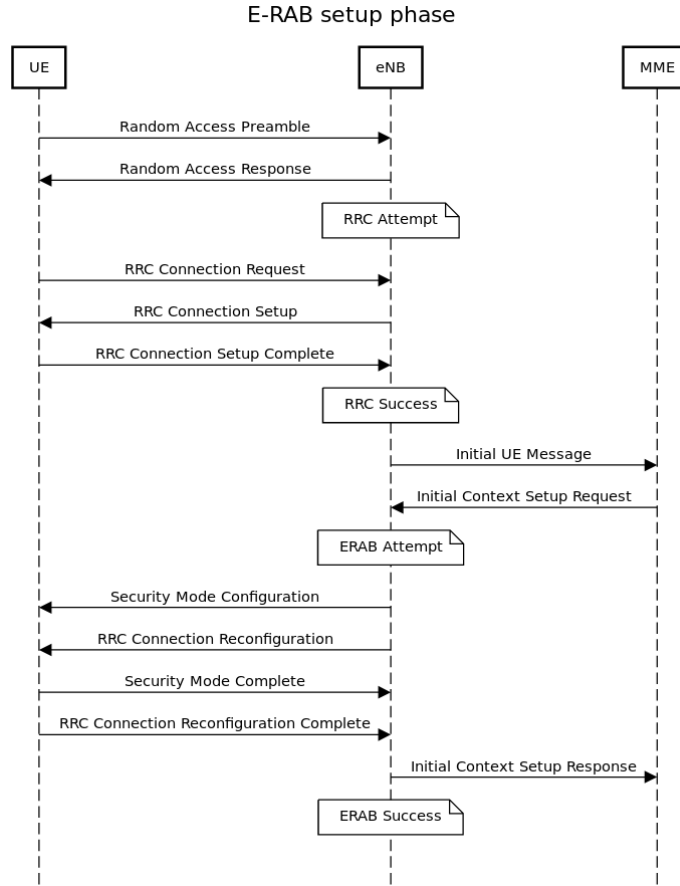 E-RAB setup phase
UE
eNB
MME
Random Access Preamble
Random Access Response
RRC Attempt
RRC Connection Request
RRC Connection Setup
RRC Connection Setup Complete
RRC Success
Initial UE Message
Initial Context Setup Request
ERAB Attempt
Security Mode Configuration
RRC Connection Reconfiguration
Security Mode Complete
RRC Connection Reconfiguration Complete
Initial Context Setup Response
ERAB Success